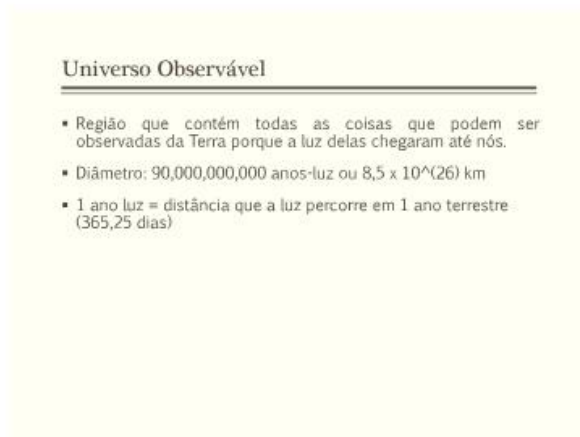 Universo Observável
▪ Região que contém todas as coisas que podem ser
observadas da Terra porque a luz delas chegaram até nós.
▪ Diâmetro: 90,000,000,000 anos-luz ou 8,5 x 10^(26) km
▪ 1 ano luz = distância que a luz percorre em 1 ano terrestre
(365,25 dias)